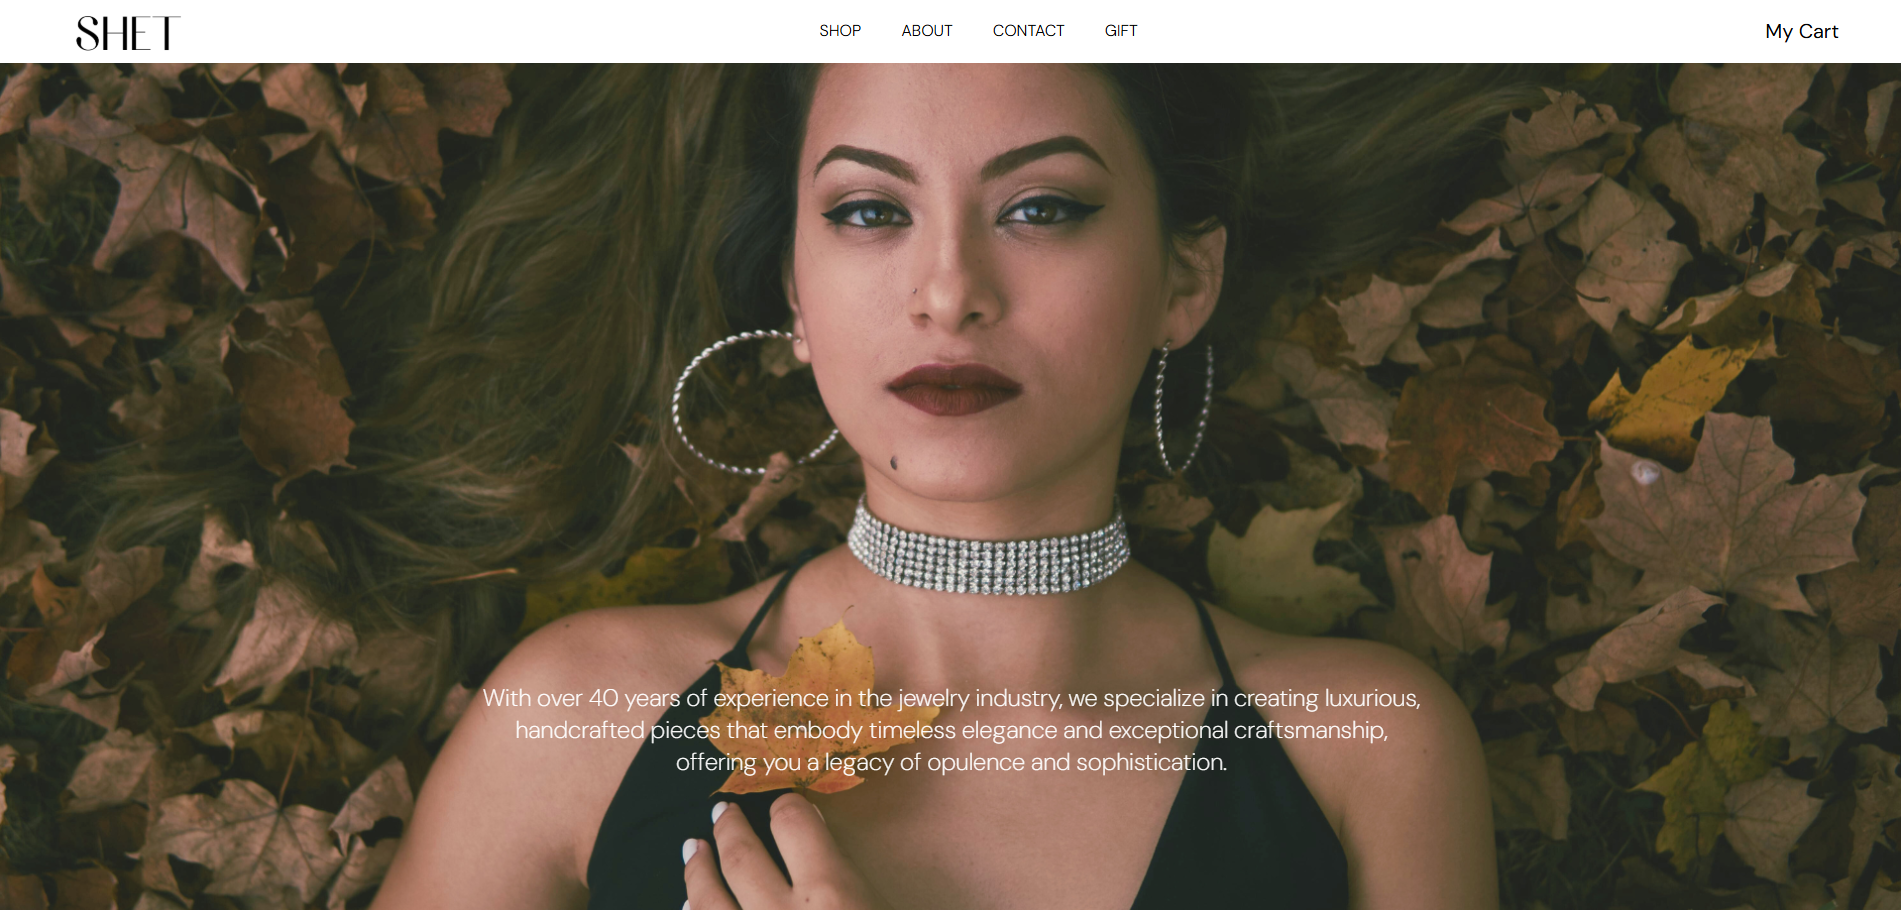 SHET
SHOP ABOUT CONTACT GIFT
My Cart
With over 40 years of experience in the jewelry industry, we specialize in creating luxurious,
handcrafted pieces that embody timeless elegance and exceptional craftsmanship,
offering you a legacy of opulence and sophistication.